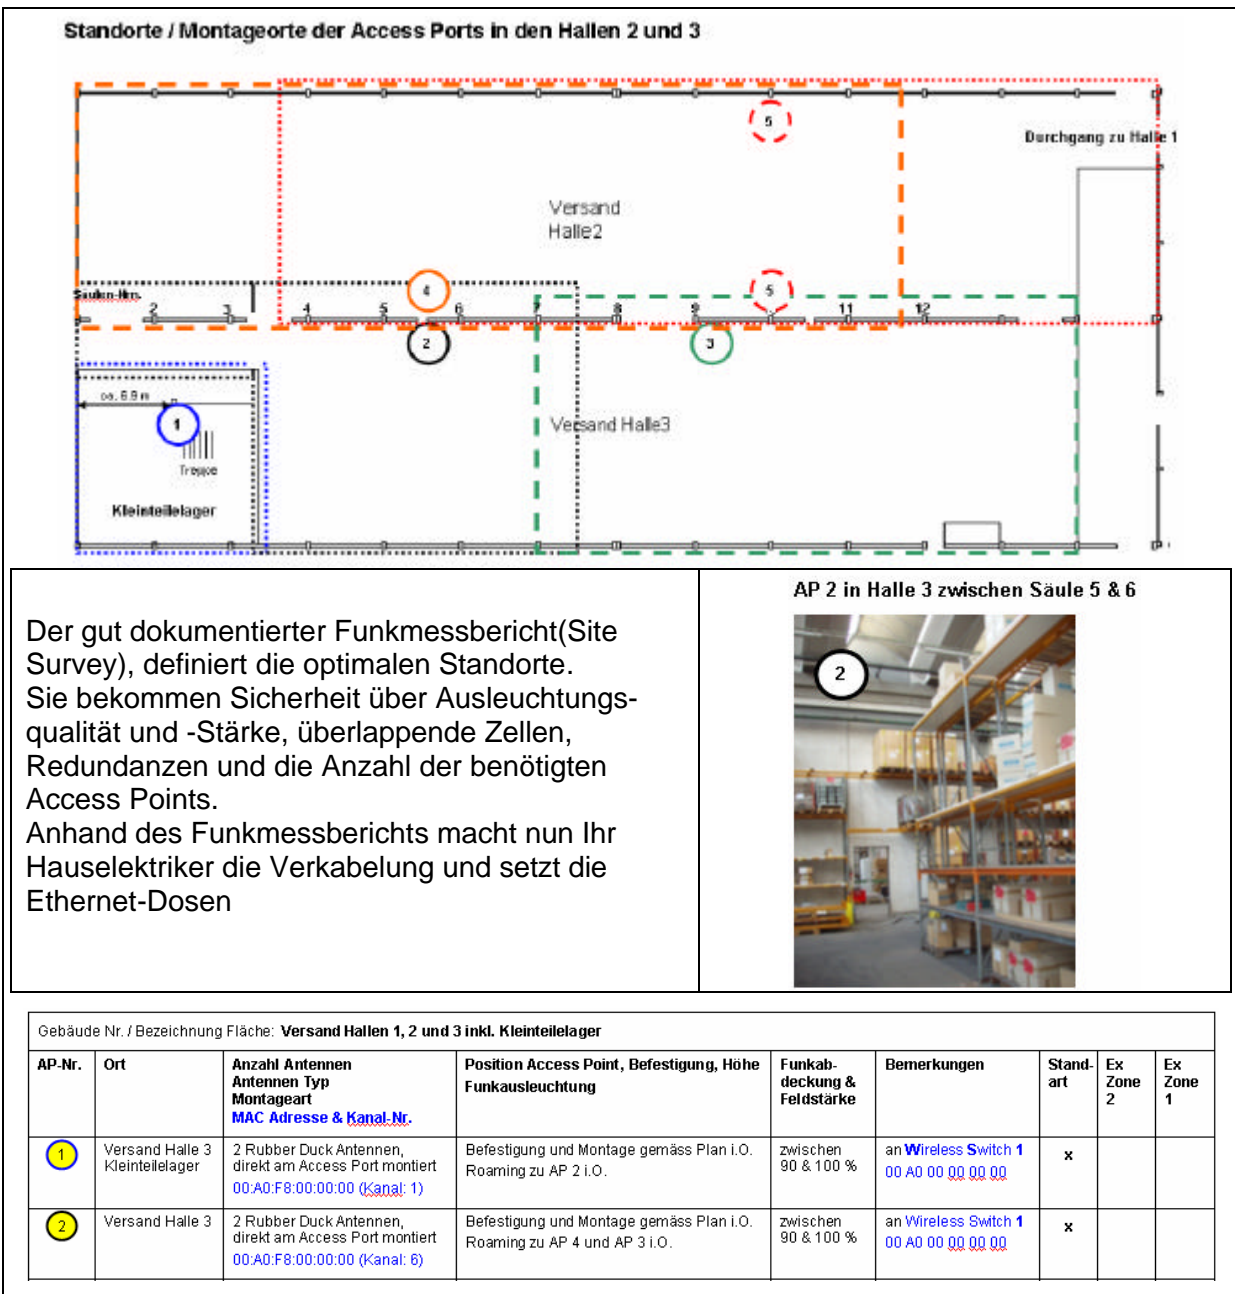 Standorte / Montageorte der Access Ports in den Hallen 2 und 3
5
Durchgang zu Halle 1
Versand
Halle2
Säulen-Nrn.
2 3 4 5 6 7 8 9 11 12
4
5
2
3
ca. 6.9 m
1
Versand Halle3
Treppe
Kleinteilelager
Der gut dokumentierter Funkmessbericht(Site
Survey), definiert die optimalen Standorte.
Sie bekommen Sicherheit über Ausleuchtungs-
qualität und -Stärke, überlappende Zellen,
Redundanzen und die Anzahl der benötigten
Access Points.
Anhand des Funkmessberichts macht nun Ihr
Hauselektriker die Verkabelung und setzt die
Ethernet-Dosen
AP 2 in Halle 3 zwischen Säule 5 & 6
2
Gebäude Nr. / Bezeichnung Fläche: Versand Hallen 1, 2 und 3 inkl. Kleinteilelager
AP-Nr.
Ort
Anzahl Antennen
Antennen Typ
Montageart
MAC Adresse & Kanal-Nr.
Position Access Point, Befestigung, Höhe
Funkausleuchtung
Funkab-
deckung &
Feldstärke
Bemerkungen
Stand-
art
Ex
Zone
2
Ex
Zone
1
1
Versand Halle 3
Kleinteilelager
2 Rubber Duck Antennen,
direkt am Access Port montiert
00:A0:F8:00:00:00 (Kanal: 1)
Befestigung und Montage gemäss Plan i.O.
Roaming zu AP 2 i.O.
zwischen
90 & 100 %
an Wireless Switch 1
00 A0 00 00 00 00
x
2
Versand Halle 3
2 Rubber Duck Antennen,
direkt am Access Port montiert
00:A0:F8:00:00:00 (Kanal: 6)
Befestigung und Montage gemäss Plan i.O.
Roaming zu AP 4 und AP 3 i.O.
zwischen
90 & 100 %
an Wireless Switch 1
00 A0 00 00 00 00
x